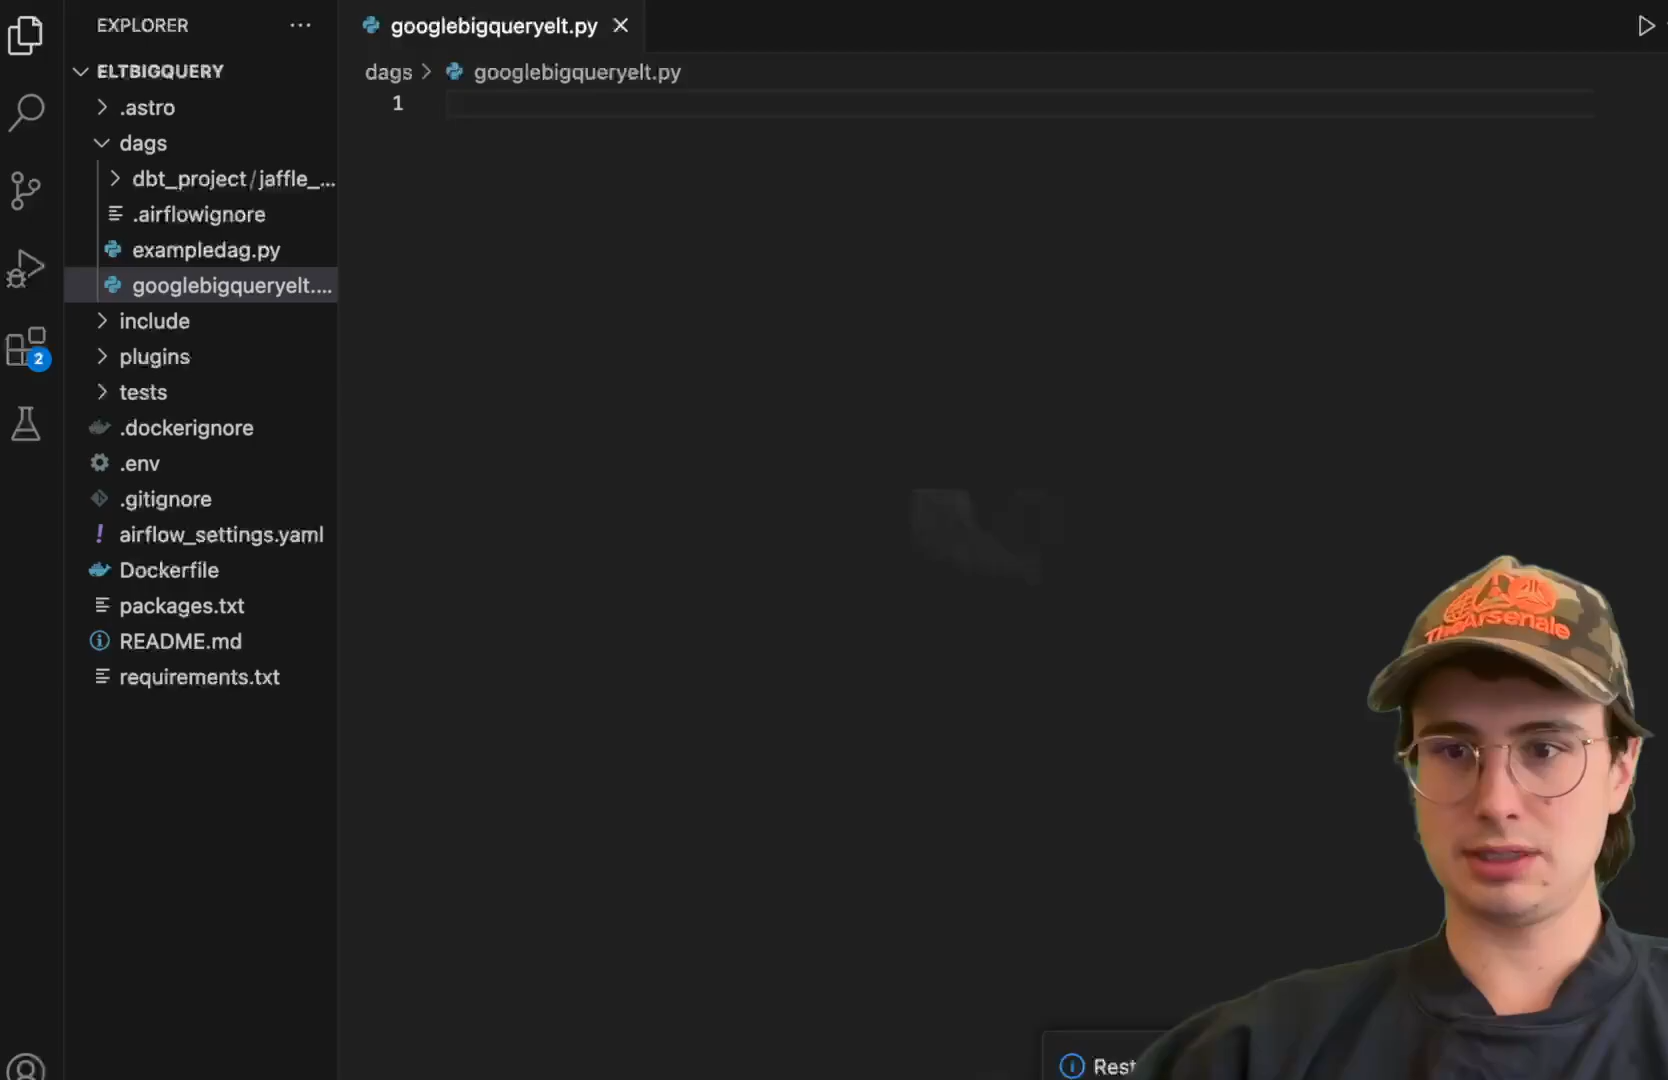 EXPLORER
ELTBIGQUERY
.astro
dags
dbt_project/jaffle_...
.airflowignore
exampledag.py
googlebigqueryelt....
include
plugins
tests
.dockerignore
.env
.gitignore
airflow_settings.yaml
Dockerfile
packages.txt
README.md
requirements.txt
2
googlebigqueryelt.py
dags > googlebigqueryelt.py
1
TheArsenale
Rest